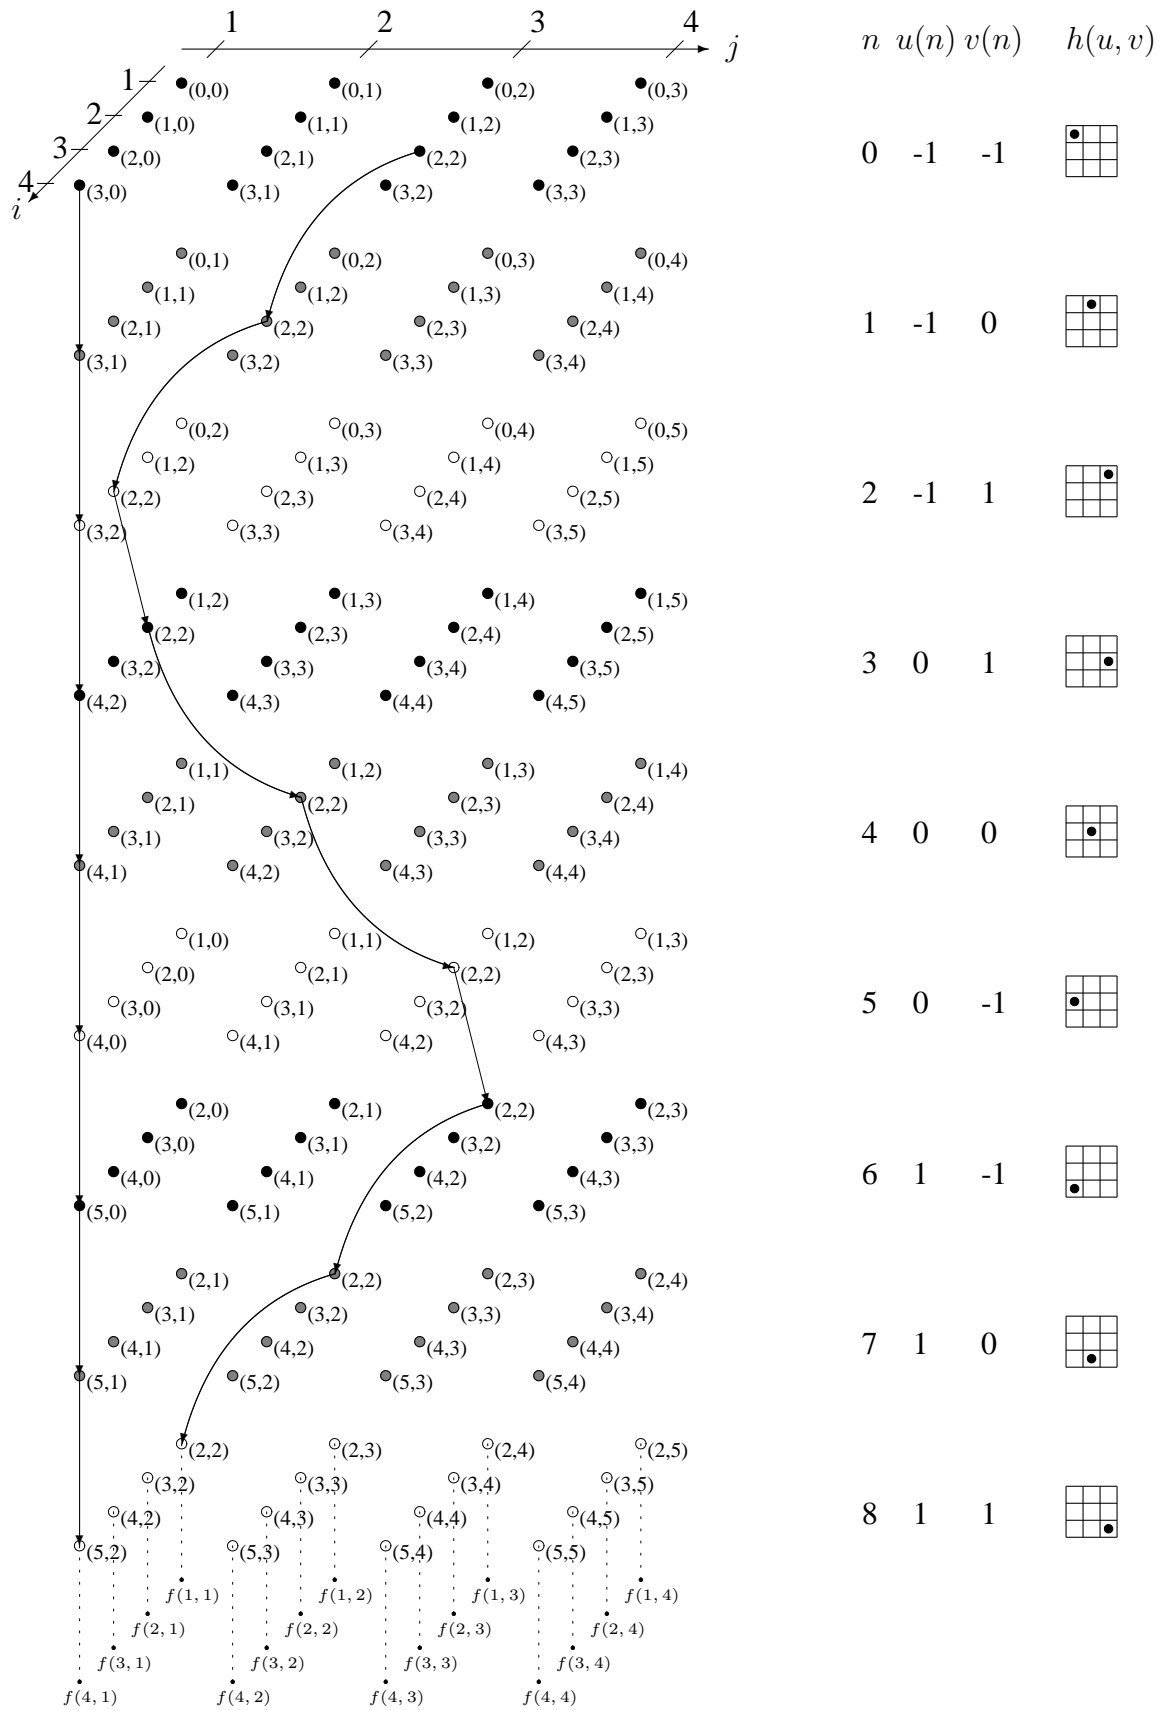 1 2 3 4
j n u(n) v(n) h(u, v)
1 (0,0) (0,1) (0,2) (0,3)
2 (1,0) (1,1) (1,2) (1,3)
3 (2,0) (2,1) (2,2) (2,3) 0 -1 -1
4 (3,0) (3,1) (3,2) (3,3)
i
(0,1) (0,2) (0,3) (0,4)
(1,1) (1,2) (1,3) (1,4)
(2,1) (2,2) (2,3) (2,4) 1 -1 0
(3,1) (3,2) (3,3) (3,4)
(0,2) (0,3) (0,4) (0,5)
(1,2) (1,3) (1,4) (1,5)
(2,2) (2,3) (2,4) (2,5) 2 -1 1
(3,2) (3,3) (3,4) (3,5)
(1,2) (1,3) (1,4) (1,5)
(2,2) (2,3) (2,4) (2,5)
(3,2) (3,3) (3,4) (3,5) 3 0 1
(4,2) (4,3) (4,4) (4,5)
(1,1) (1,2) (1,3) (1,4)
(2,1) (2,2) (2,3) (2,4)
(3,1) (3,2) (3,3) (3,4) 4 0 0
(4,1) (4,2) (4,3) (4,4)
(1,0) (1,1) (1,2) (1,3)
(2,0) (2,1) (2,2) (2,3)
(3,0) (3,1) (3,2) (3,3) 5 0 -1
(4,0) (4,1) (4,2) (4,3)
(2,0) (2,1) (2,2) (2,3)
(3,0) (3,1) (3,2) (3,3)
(4,0) (4,1) (4,2) (4,3) 6 1 -1
(5,0) (5,1) (5,2) (5,3)
(2,1) (2,2) (2,3) (2,4)
(3,1) (3,2) (3,3) (3,4)
(4,1) (4,2) (4,3) (4,4) 7 1 0
(5,1) (5,2) (5,3) (5,4)
(2,2) (2,3) (2,4) (2,5)
(3,2) (3,3) (3,4) (3,5)
(4,2) (4,3) (4,4) (4,5) 8 1 1
(5,2) (5,3) (5,4) (5,5)
f(1, 1) f(1, 2) f(1, 3) f(1, 4)
f(2, 1) f(2, 2) f(2, 3) f(2, 4)
f(3, 1) f(3, 2) f(3, 3) f(3, 4)
f(4, 1) f(4, 2) f(4, 3) f(4, 4)